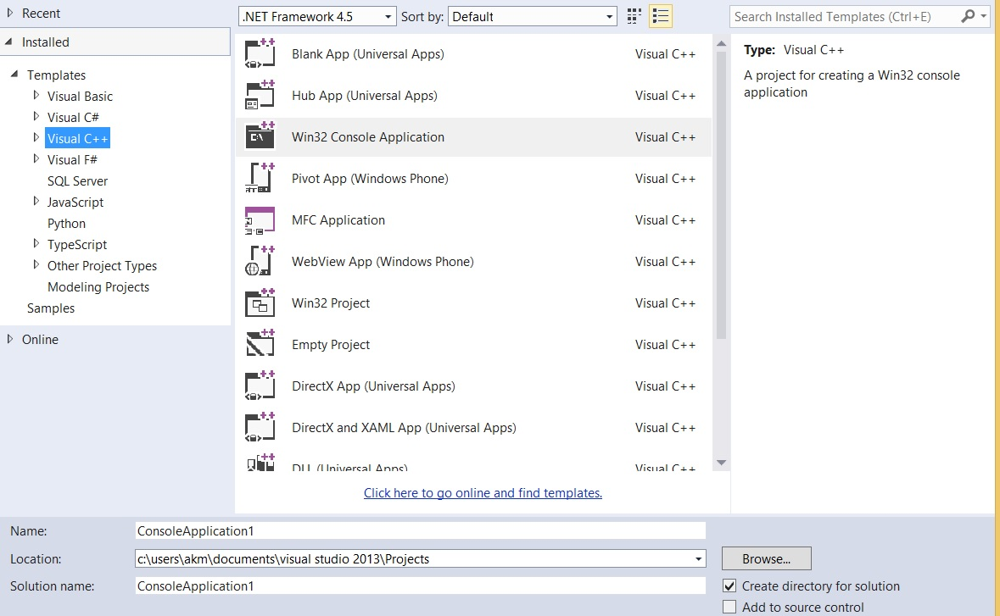 Recent
.NET Framework 4.5
Sort by:
Default
Search Installed Templates (Ctrl+E)
Installed
Templates
Visual Basic
Visual C#
Visual C++
Visual F#
SQL Server
JavaScript
Python
TypeScript
Other Project Types
Modeling Projects
Samples
Online
Blank App (Universal Apps) Visual C++
Hub App (Universal Apps) Visual C++
Win32 Console Application Visual C++
Pivot App (Windows Phone) Visual C++
MFC Application Visual C++
WebView App (Windows Phone) Visual C++
Win32 Project Visual C++
Empty Project Visual C++
DirectX App (Universal Apps) Visual C++
DirectX and XAML App (Universal Apps) Visual C++
DLL (Universal Apps) Visual C++
Click here to go online and find templates.
Type: Visual C++
A project for creating a Win32 console
application
Name: ConsoleApplication1
Location: c:\users\akm\documents\visual studio 2013\Projects
Browse...
Solution name: ConsoleApplication1
Create directory for solution
Add to source control